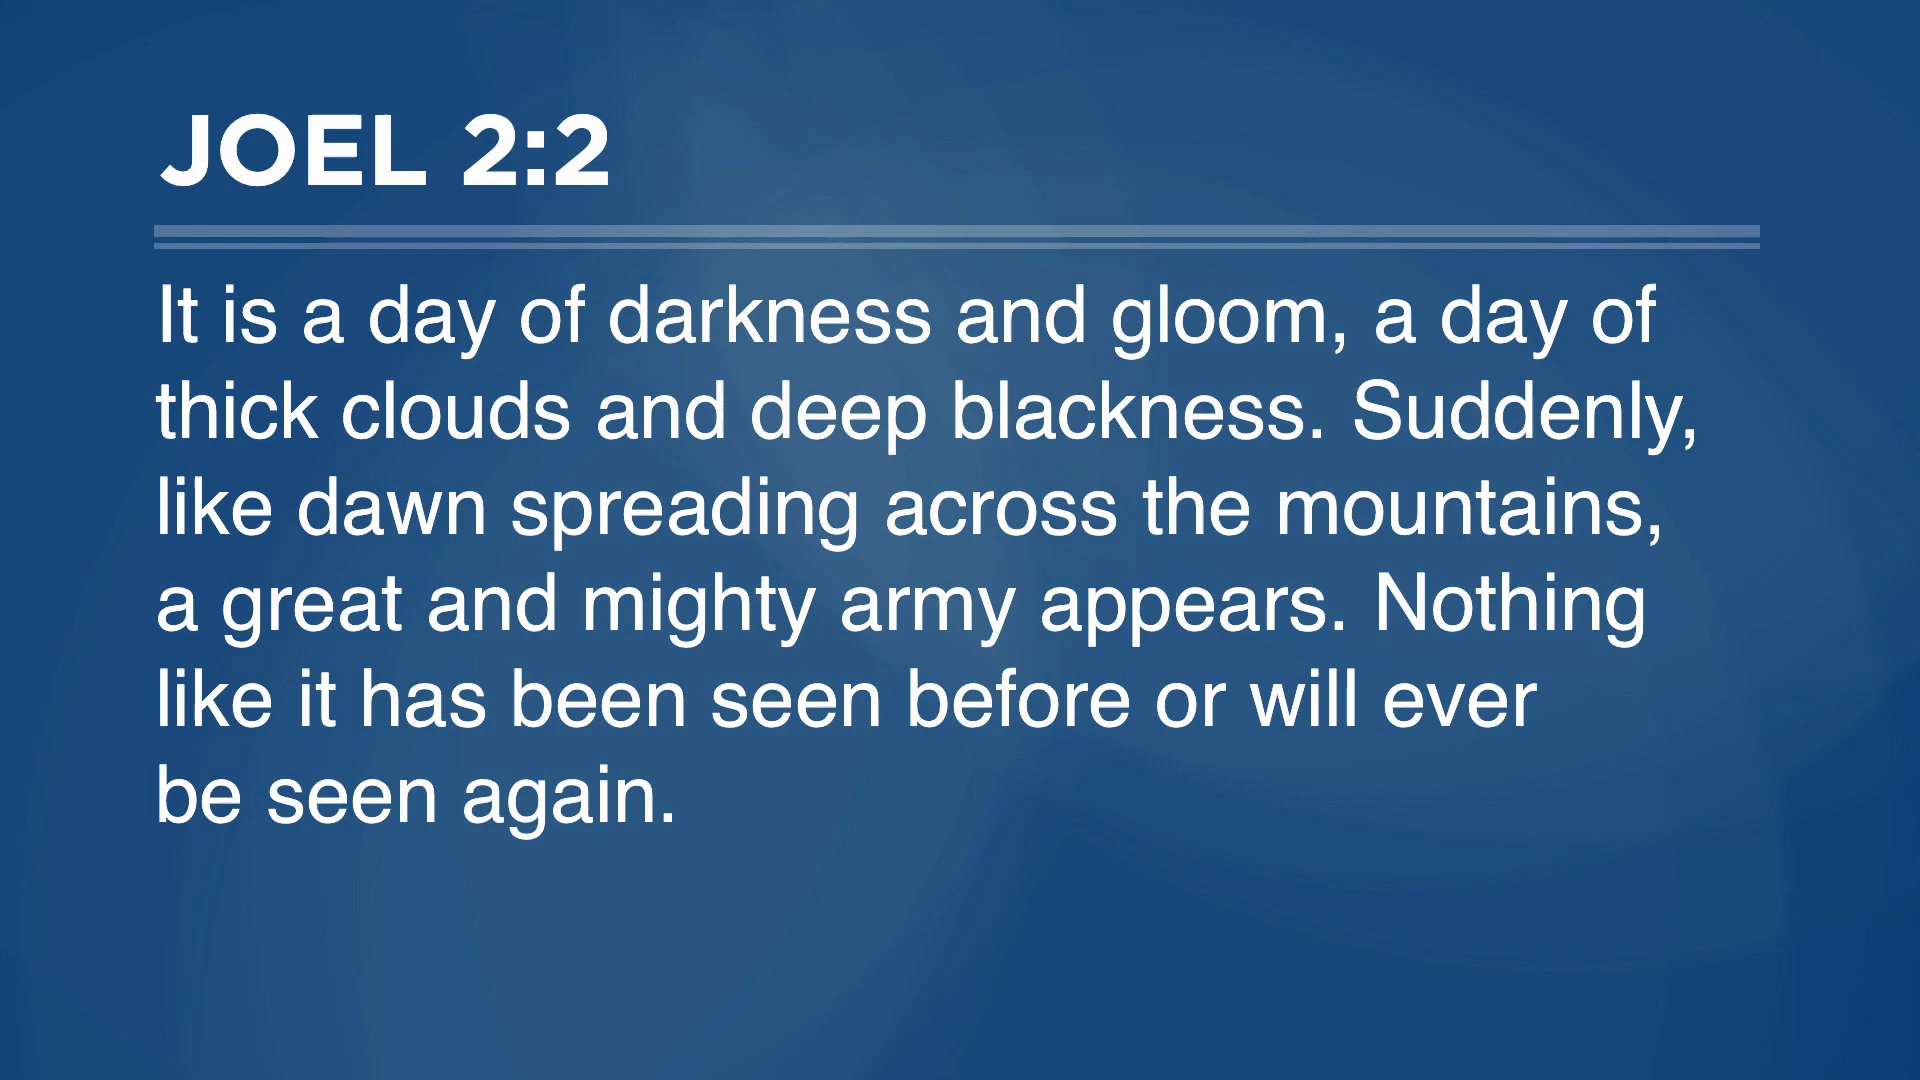 JOEL 2:2
It is a day of darkness and gloom, a day of
thick clouds and deep blackness. Suddenly,
like dawn spreading across the mountains,
a great and mighty army appears. Nothing
like it has been seen before or will ever
be seen again.